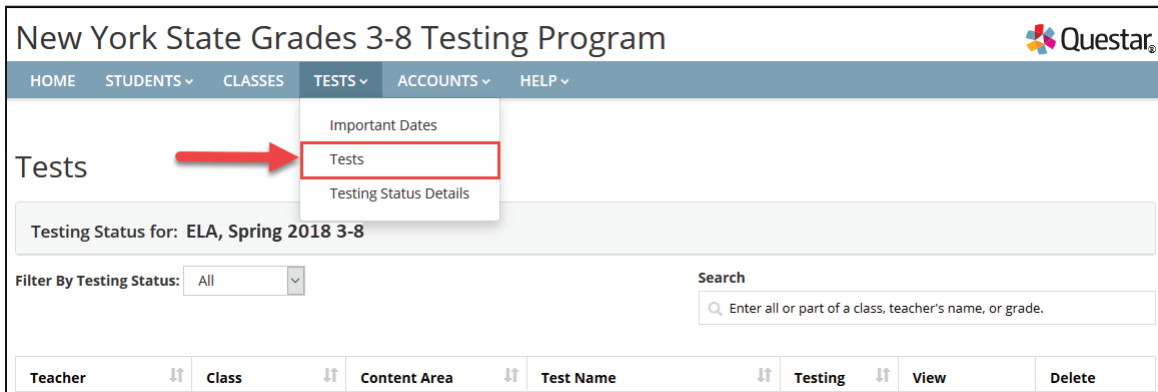 New York State Grades 3-8 Testing Program
Questar®
HOME STUDENTS CLASSES TESTS ACCOUNTS HELP
Important Dates
Tests
Tests
Testing Status Details
Testing Status for: ELA, Spring 2018 3-8
Filter By Testing Status: All
Search
Enter all or part of a class, teacher's name, or grade.
Teacher Class Content Area Test Name Testing View Delete